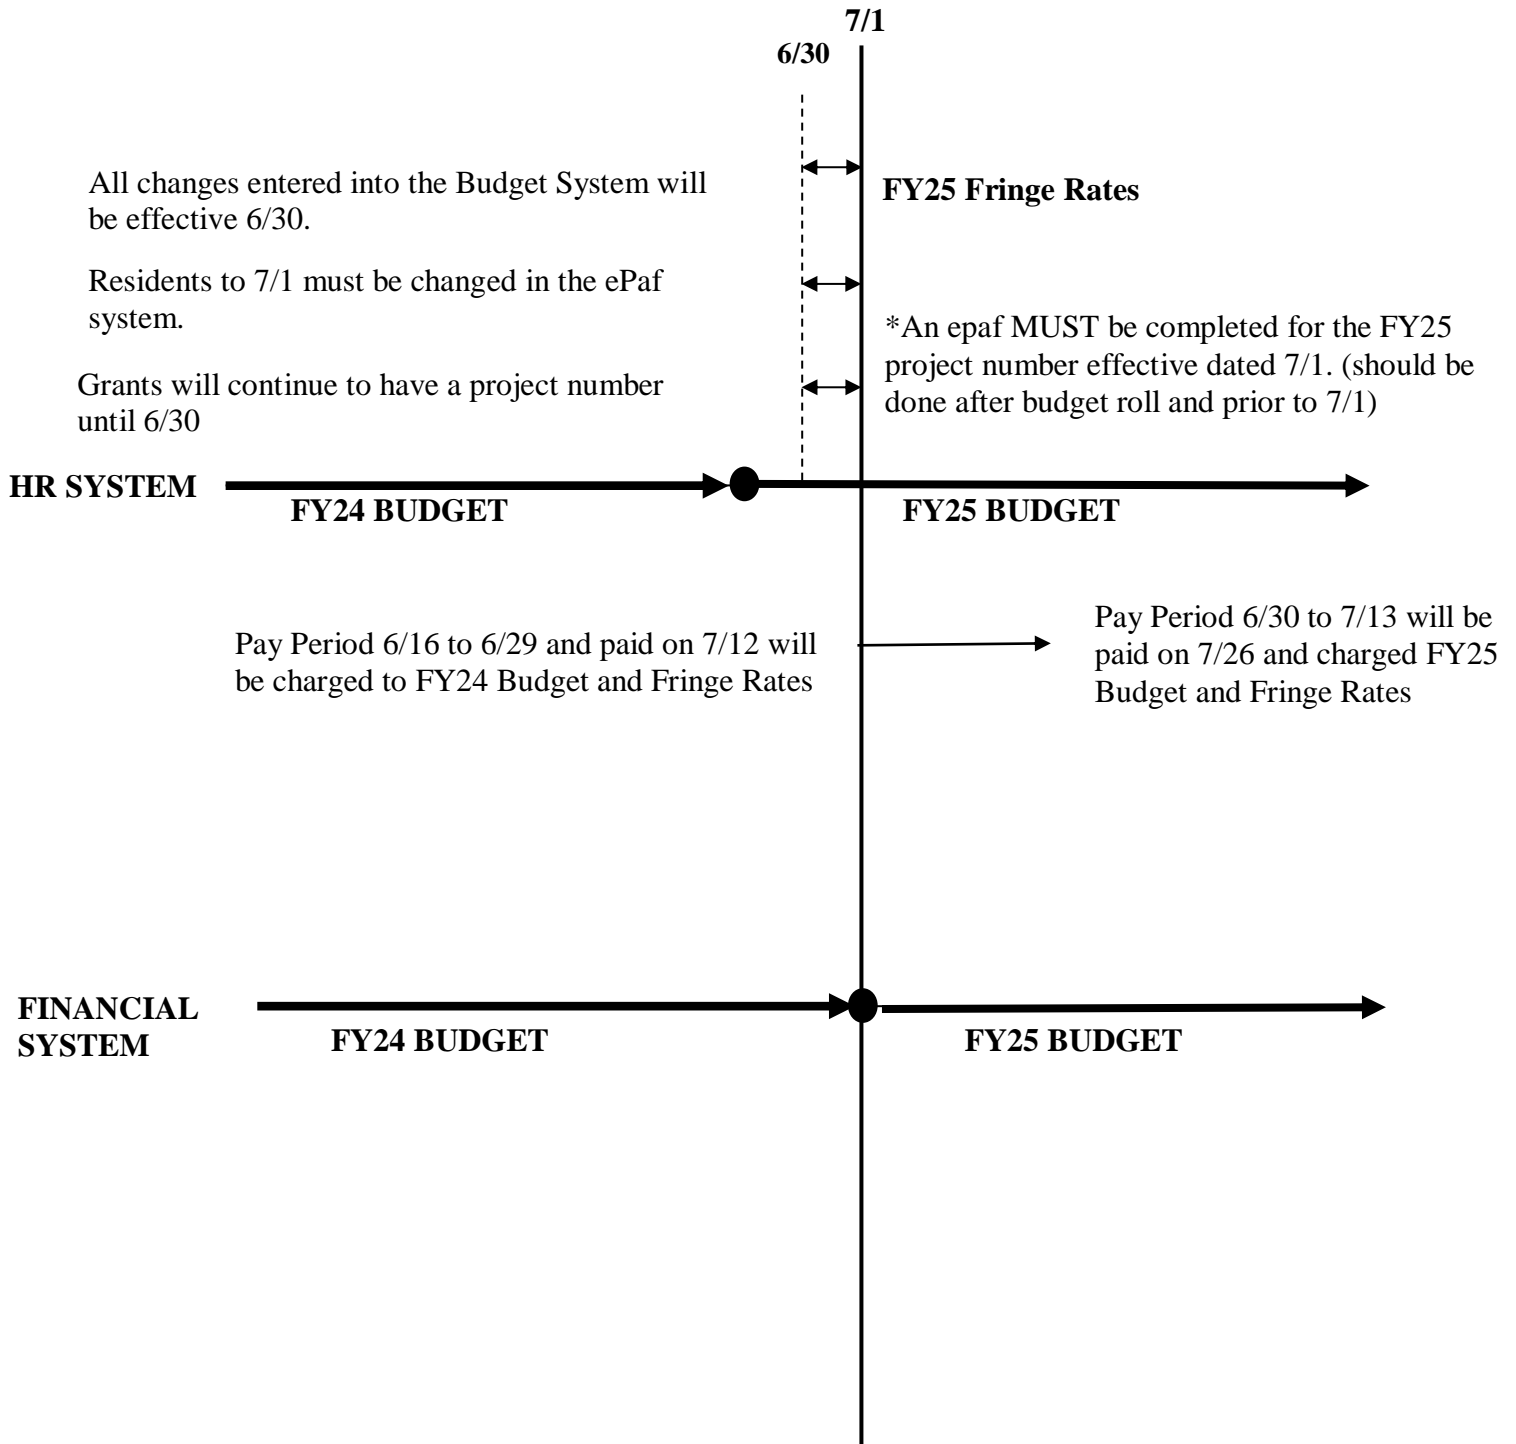 7/1
6/30
All changes entered into the Budget System will
be effective 6/30.
FY25 Fringe Rates
Residents to 7/1 must be changed in the ePaf
system.
*An epaf MUST be completed for the FY25
project number effective dated 7/1. (should be
done after budget roll and prior to 7/1)
Grants will continue to have a project number
until 6/30
HR SYSTEM
FY24 BUDGET
FY25 BUDGET
Pay Period 6/16 to 6/29 and paid on 7/12 will
be charged to FY24 Budget and Fringe Rates
Pay Period 6/30 to 7/13 will be
paid on 7/26 and charged FY25
Budget and Fringe Rates
FINANCIAL
SYSTEM
FY24 BUDGET
FY25 BUDGET